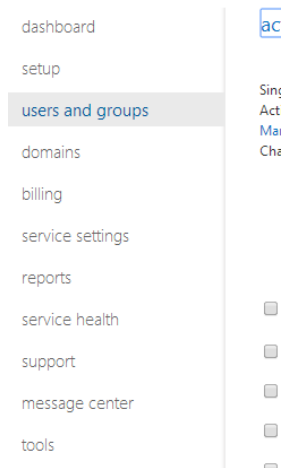 dashboard
setup
users and groups
domains
billing
service settings
reports
service health
support
message center
tools